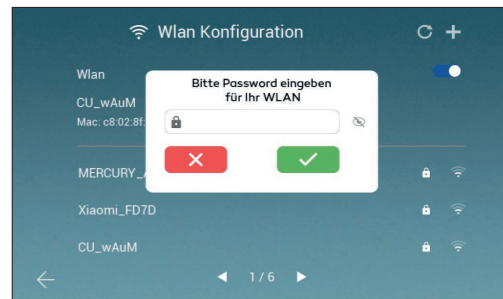 Wlan Konfiguration
Wlan
Bitte Password eingeben
für Ihr WLAN
CU_wAuM
Mac: c8:02:8f:
MERCURY_
Xiaomi_FD7D
CU_wAuM
1/6